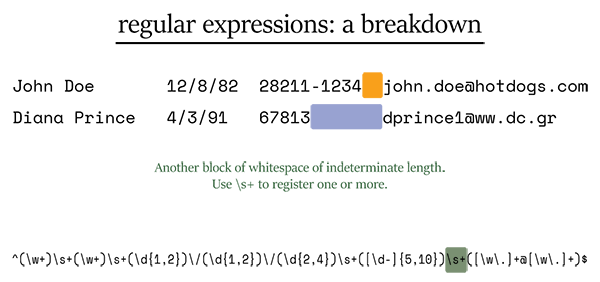 regular expressions: a breakdown
John Doe 12/8/82 28211-1234 john.doe@hotdogs.com
Diana Prince 4/3/91 67813 dprince1@ww.dc.gr
Another block of whitespace of indeterminate length.
Use \s+ to register one or more.
^(\w+)\s+(\w+)\s+(\d{1,2})\/(\d{1,2})\/(\d{2,4})\s+([\d-]{5,10})\s+([\w\.]+@[\w\.]+)$